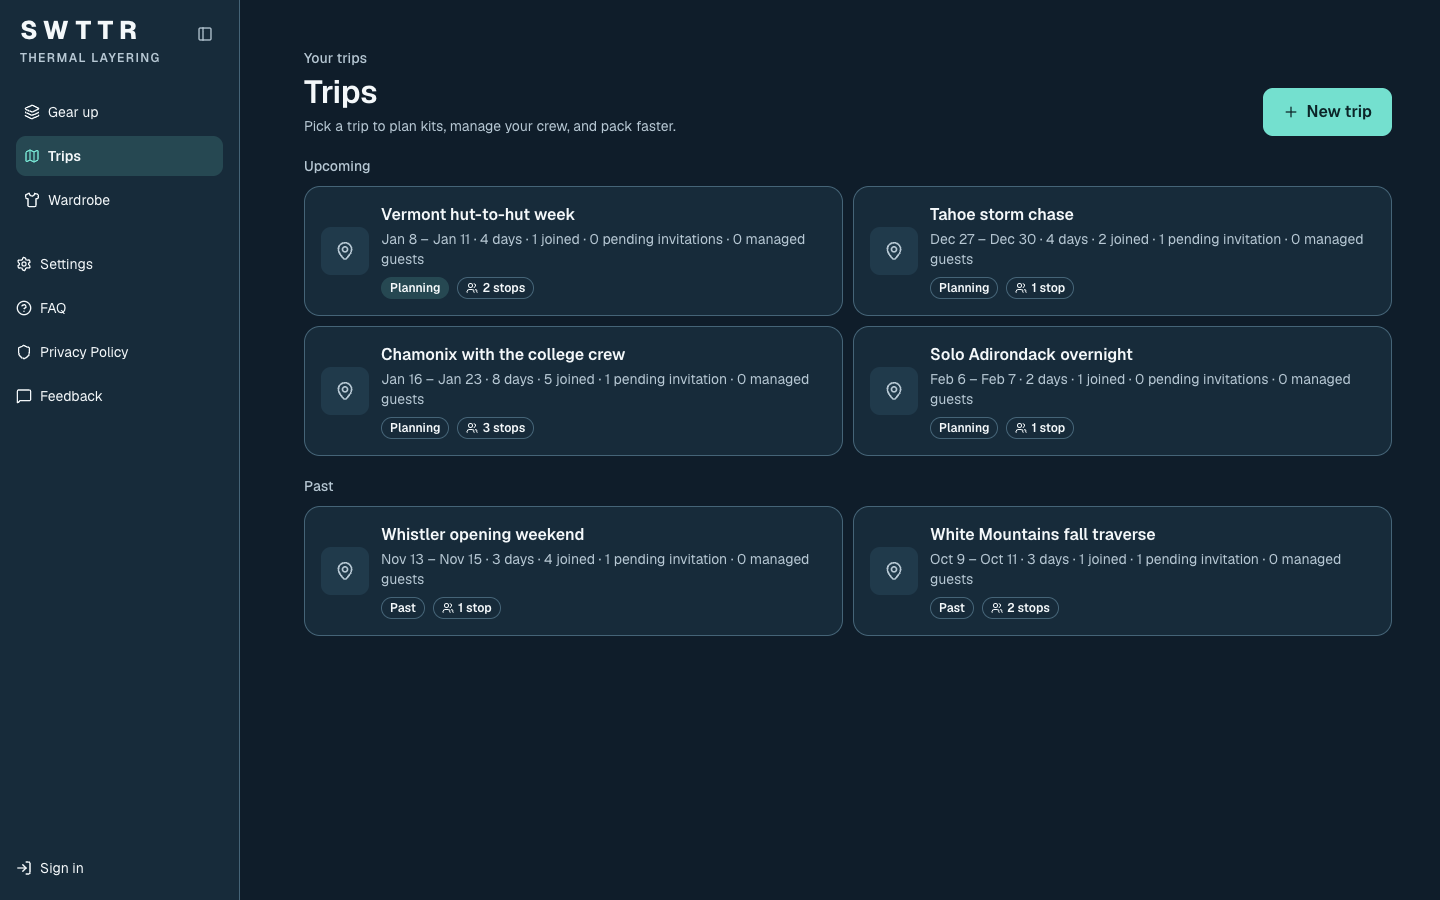 SWTTR
THERMAL LAYERING
Gear up
Trips
Wardrobe
Settings
FAQ
Privacy Policy
Feedback
Sign in
Your trips
Trips
Pick a trip to plan kits, manage your crew, and pack faster.
New trip
Upcoming
Vermont hut-to-hut week
Jan 8 – Jan 11 · 4 days · 1 joined · 0 pending invitations · 0 managed
guests
Planning
2 stops
Tahoe storm chase
Dec 27 – Dec 30 · 4 days · 2 joined · 1 pending invitation · 0 managed
guests
Planning
1 stop
Chamonix with the college crew
Jan 16 – Jan 23 · 8 days · 5 joined · 1 pending invitation · 0 managed
guests
Planning
3 stops
Solo Adirondack overnight
Feb 6 – Feb 7 · 2 days · 1 joined · 0 pending invitations · 0 managed
guests
Planning
1 stop
Past
Whistler opening weekend
Nov 13 – Nov 15 · 3 days · 4 joined · 1 pending invitation · 0 managed
guests
Past
1 stop
White Mountains fall traverse
Oct 9 – Oct 11 · 3 days · 1 joined · 1 pending invitation · 0 managed
guests
Past
2 stops